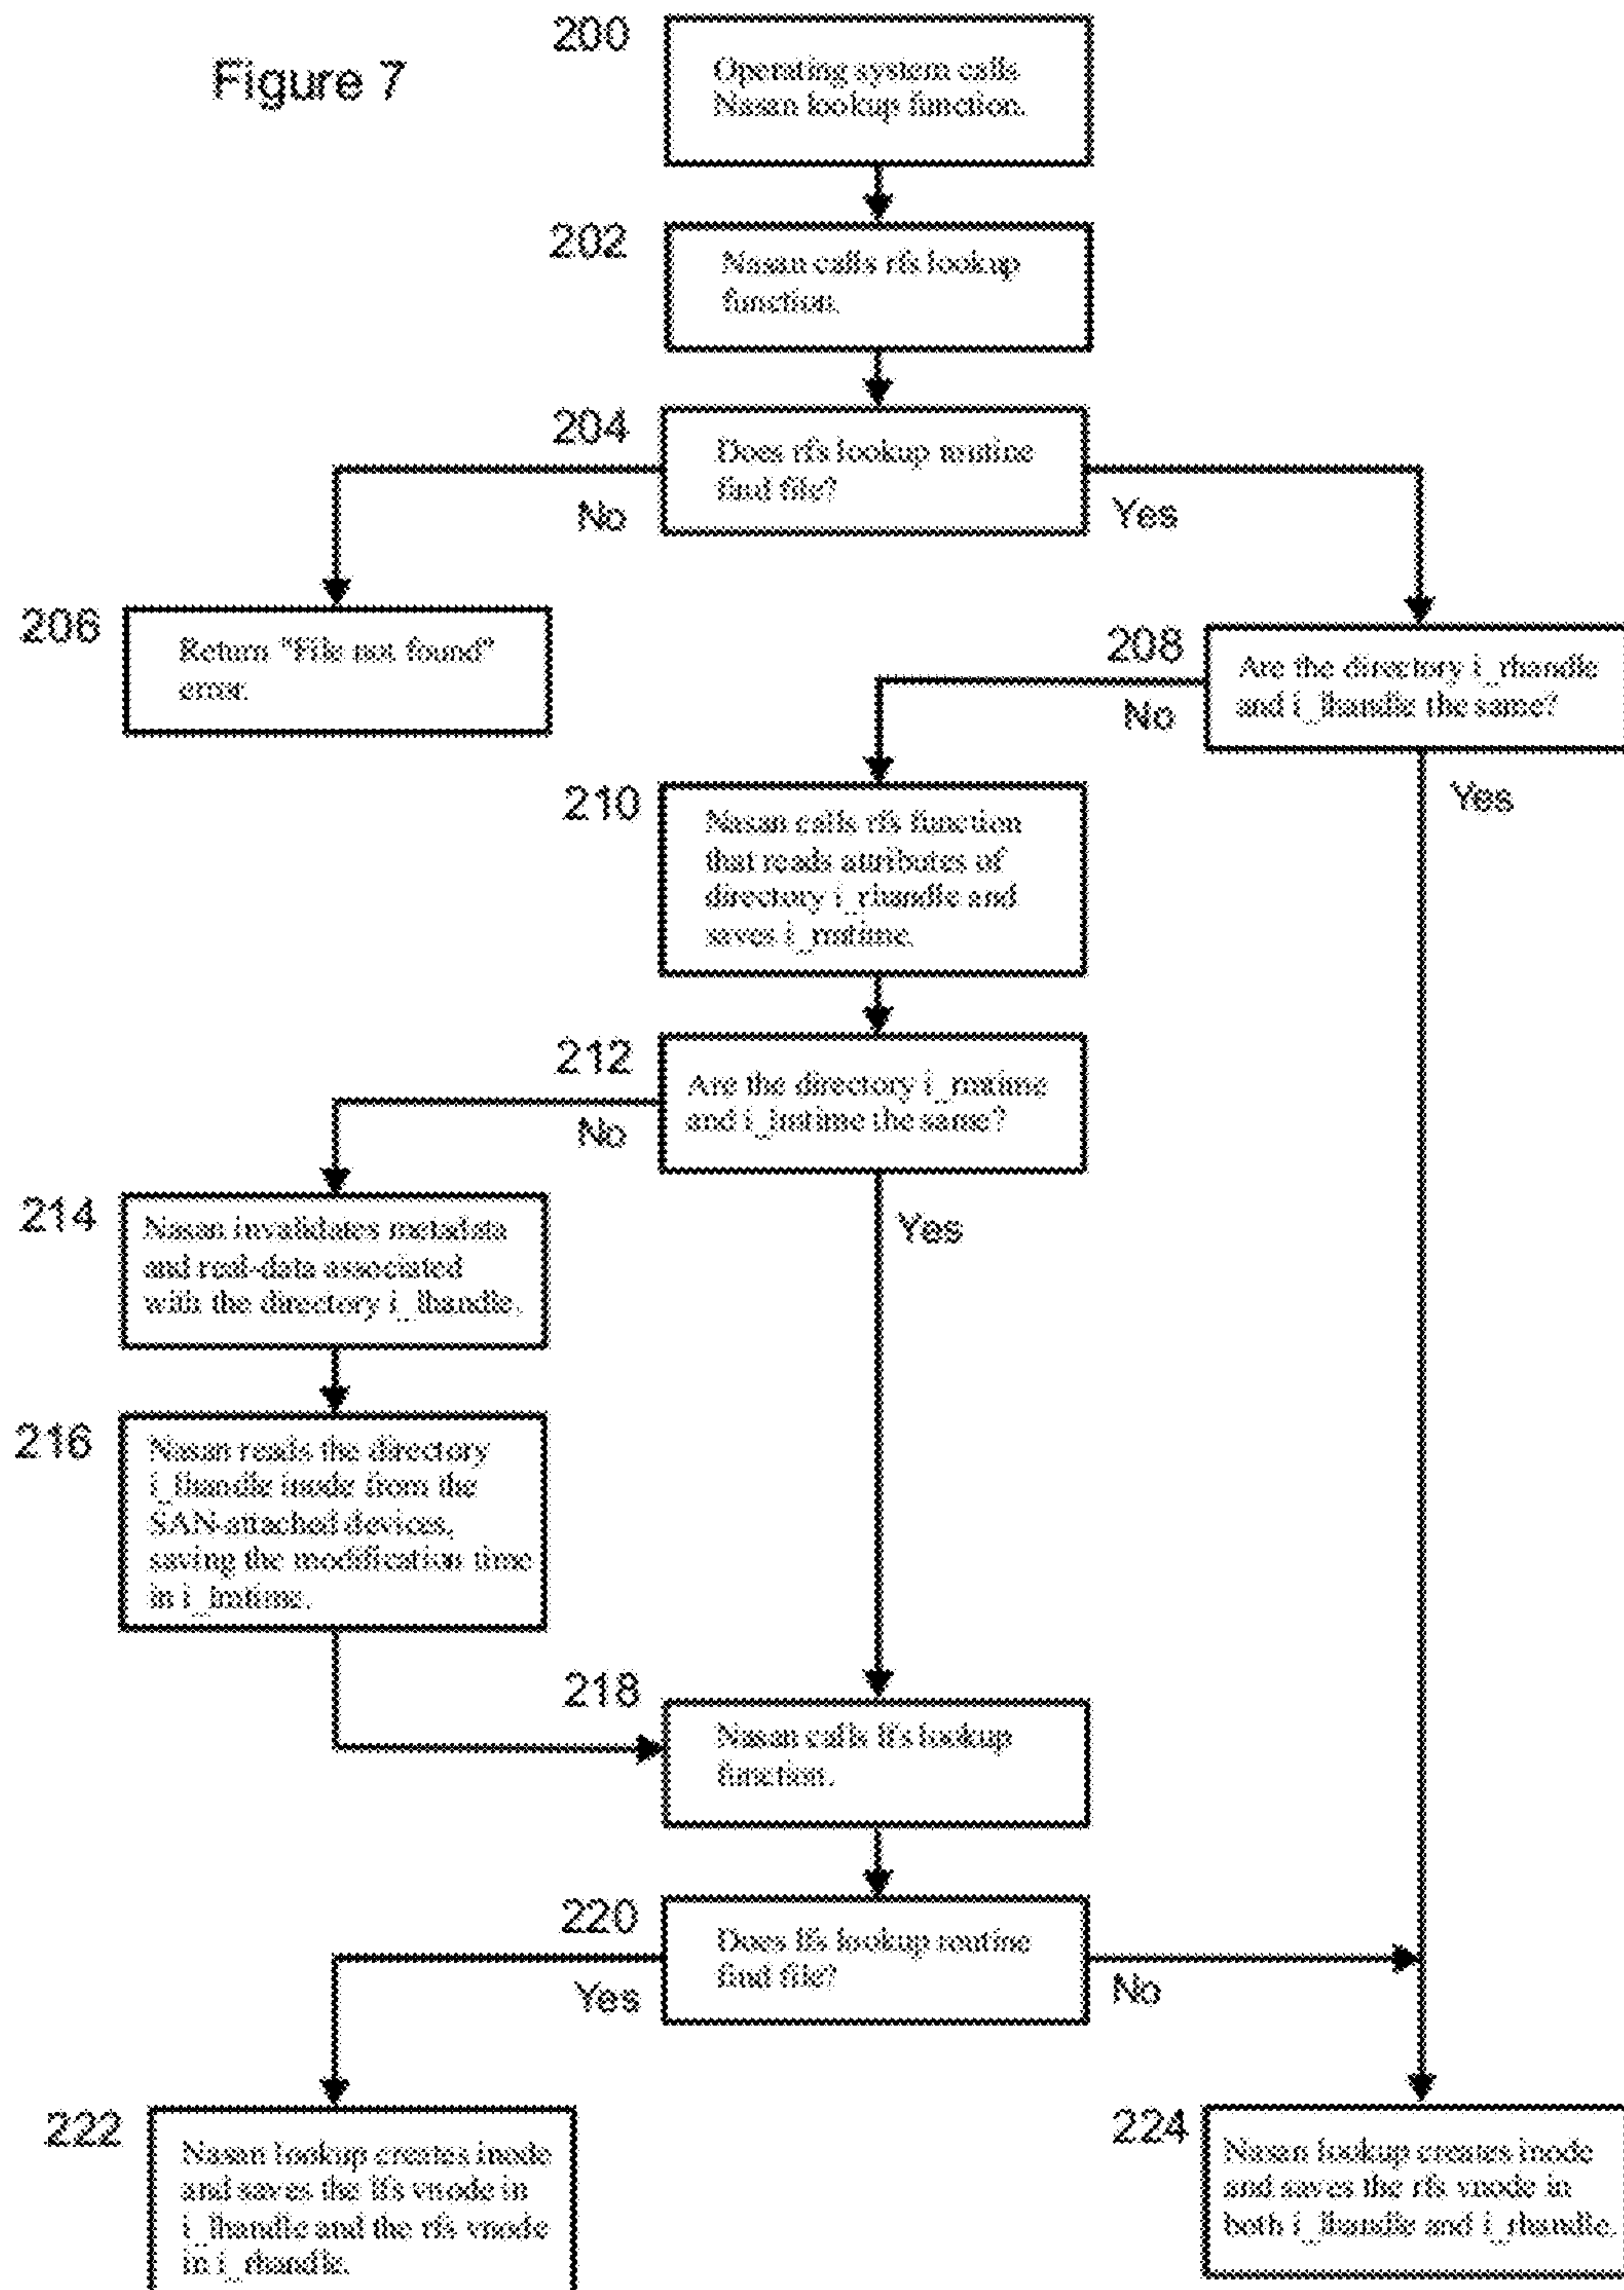 Figure 7
200
Operating system calls
Nasan lookup function.
202
Nasan calls rfs lookup
function.
204
Does rfs lookup routine
find file?
No
Yes
206
Return "File not found"
error.
208
Are the directory i_rhandle
and i_lhandle the same?
No
Yes
210
Nasan calls rfs function
that reads attributes of
directory i_rhandle and
saves i_rmtime.
212
Are the directory i_rmtime
and i_lmtime the same?
No
Yes
214
Nasan invalidates metadata
and real-data associated
with the directory i_lhandle.
216
Nasan reads the directory
i_lhandle inode from the
SAN-attached devices,
saving the modification time
in i_lmtime.
218
Nasan calls lfs lookup
function.
220
Does lfs lookup routine
find file?
Yes
No
222
Nasan lookup creates inode
and saves the lfs vnode in
i_lhandle and the rfs vnode
in i_rhandle.
224
Nasan lookup creates inode
and saves the rfs vnode in
both i_lhandle and i_rhandle.